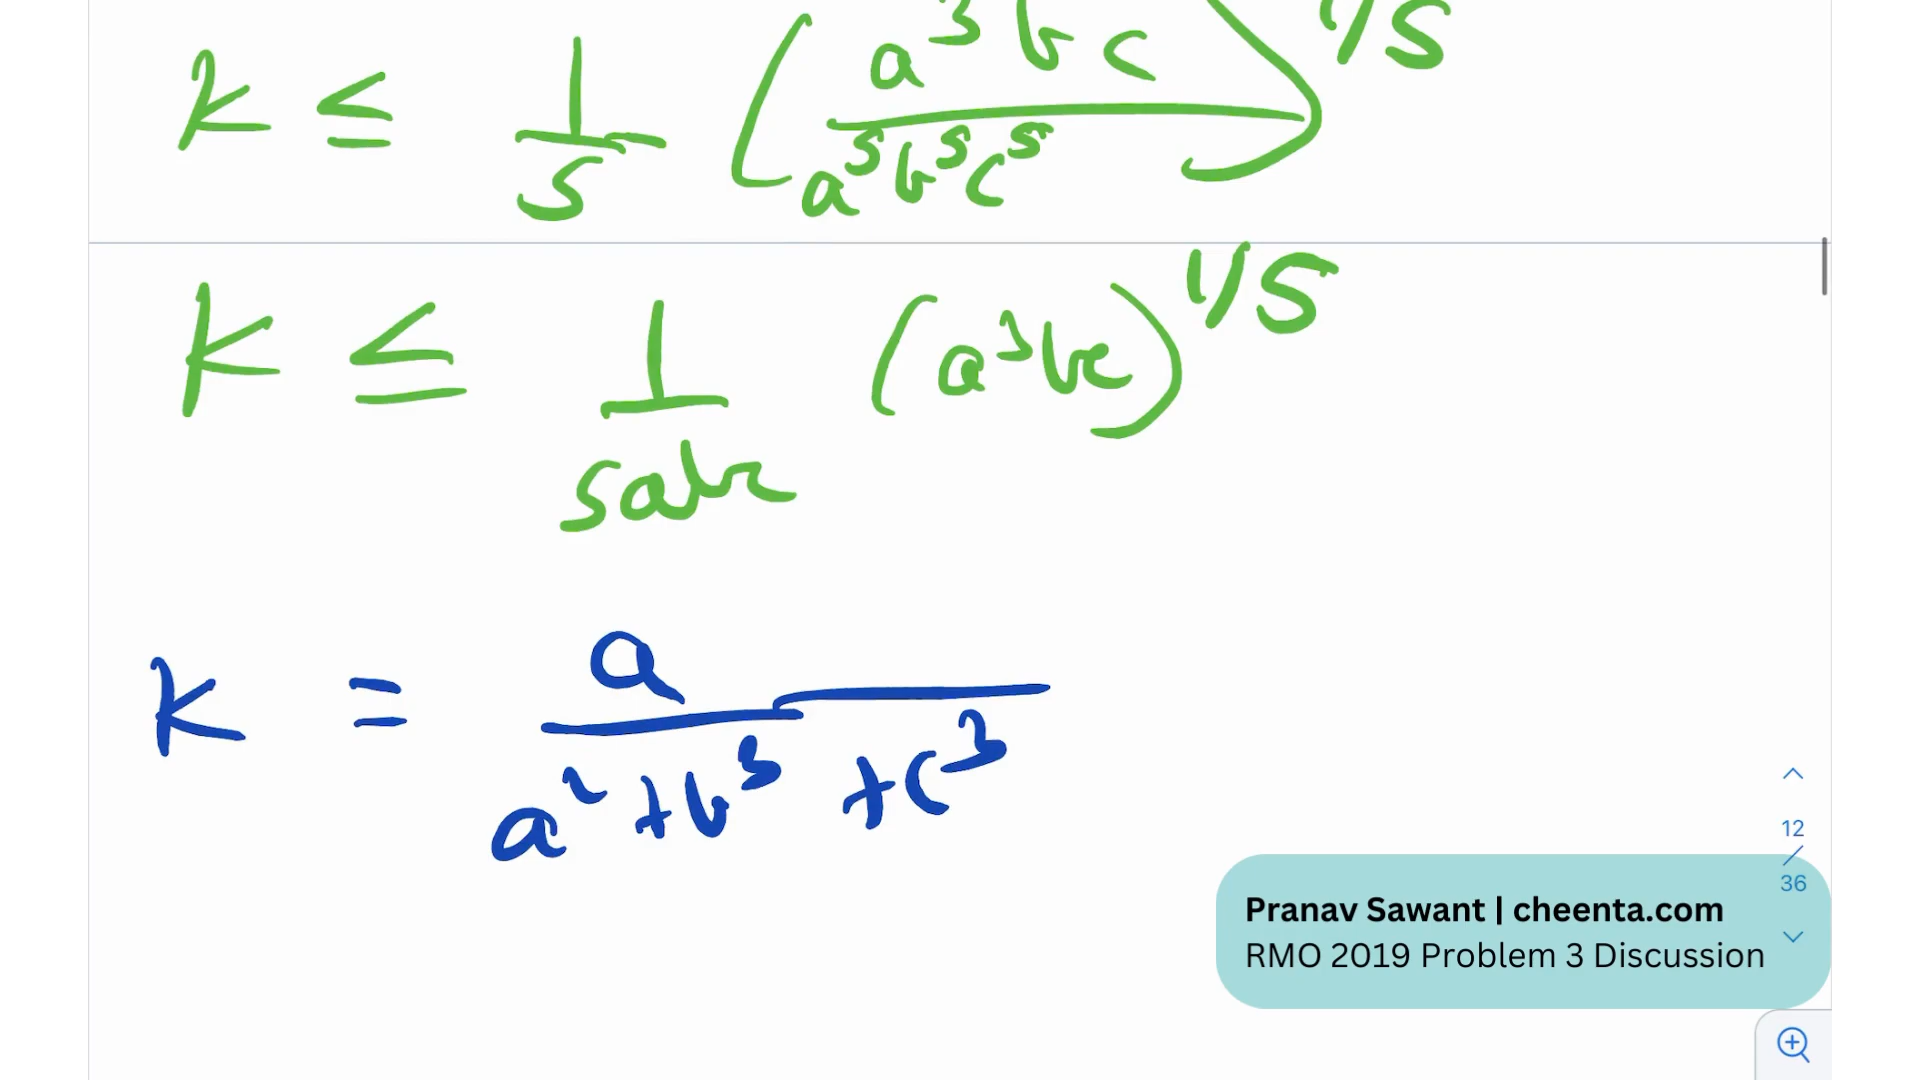 k ≤ 1/5 (a³bc / a⁵b⁵c⁵)^1/5
k ≤ 1/5abc (a³bc)^1/5
k = a / a² + b³ + c³
12
/
36
Pranav Sawant | cheenta.com
RMO 2019 Problem 3 Discussion